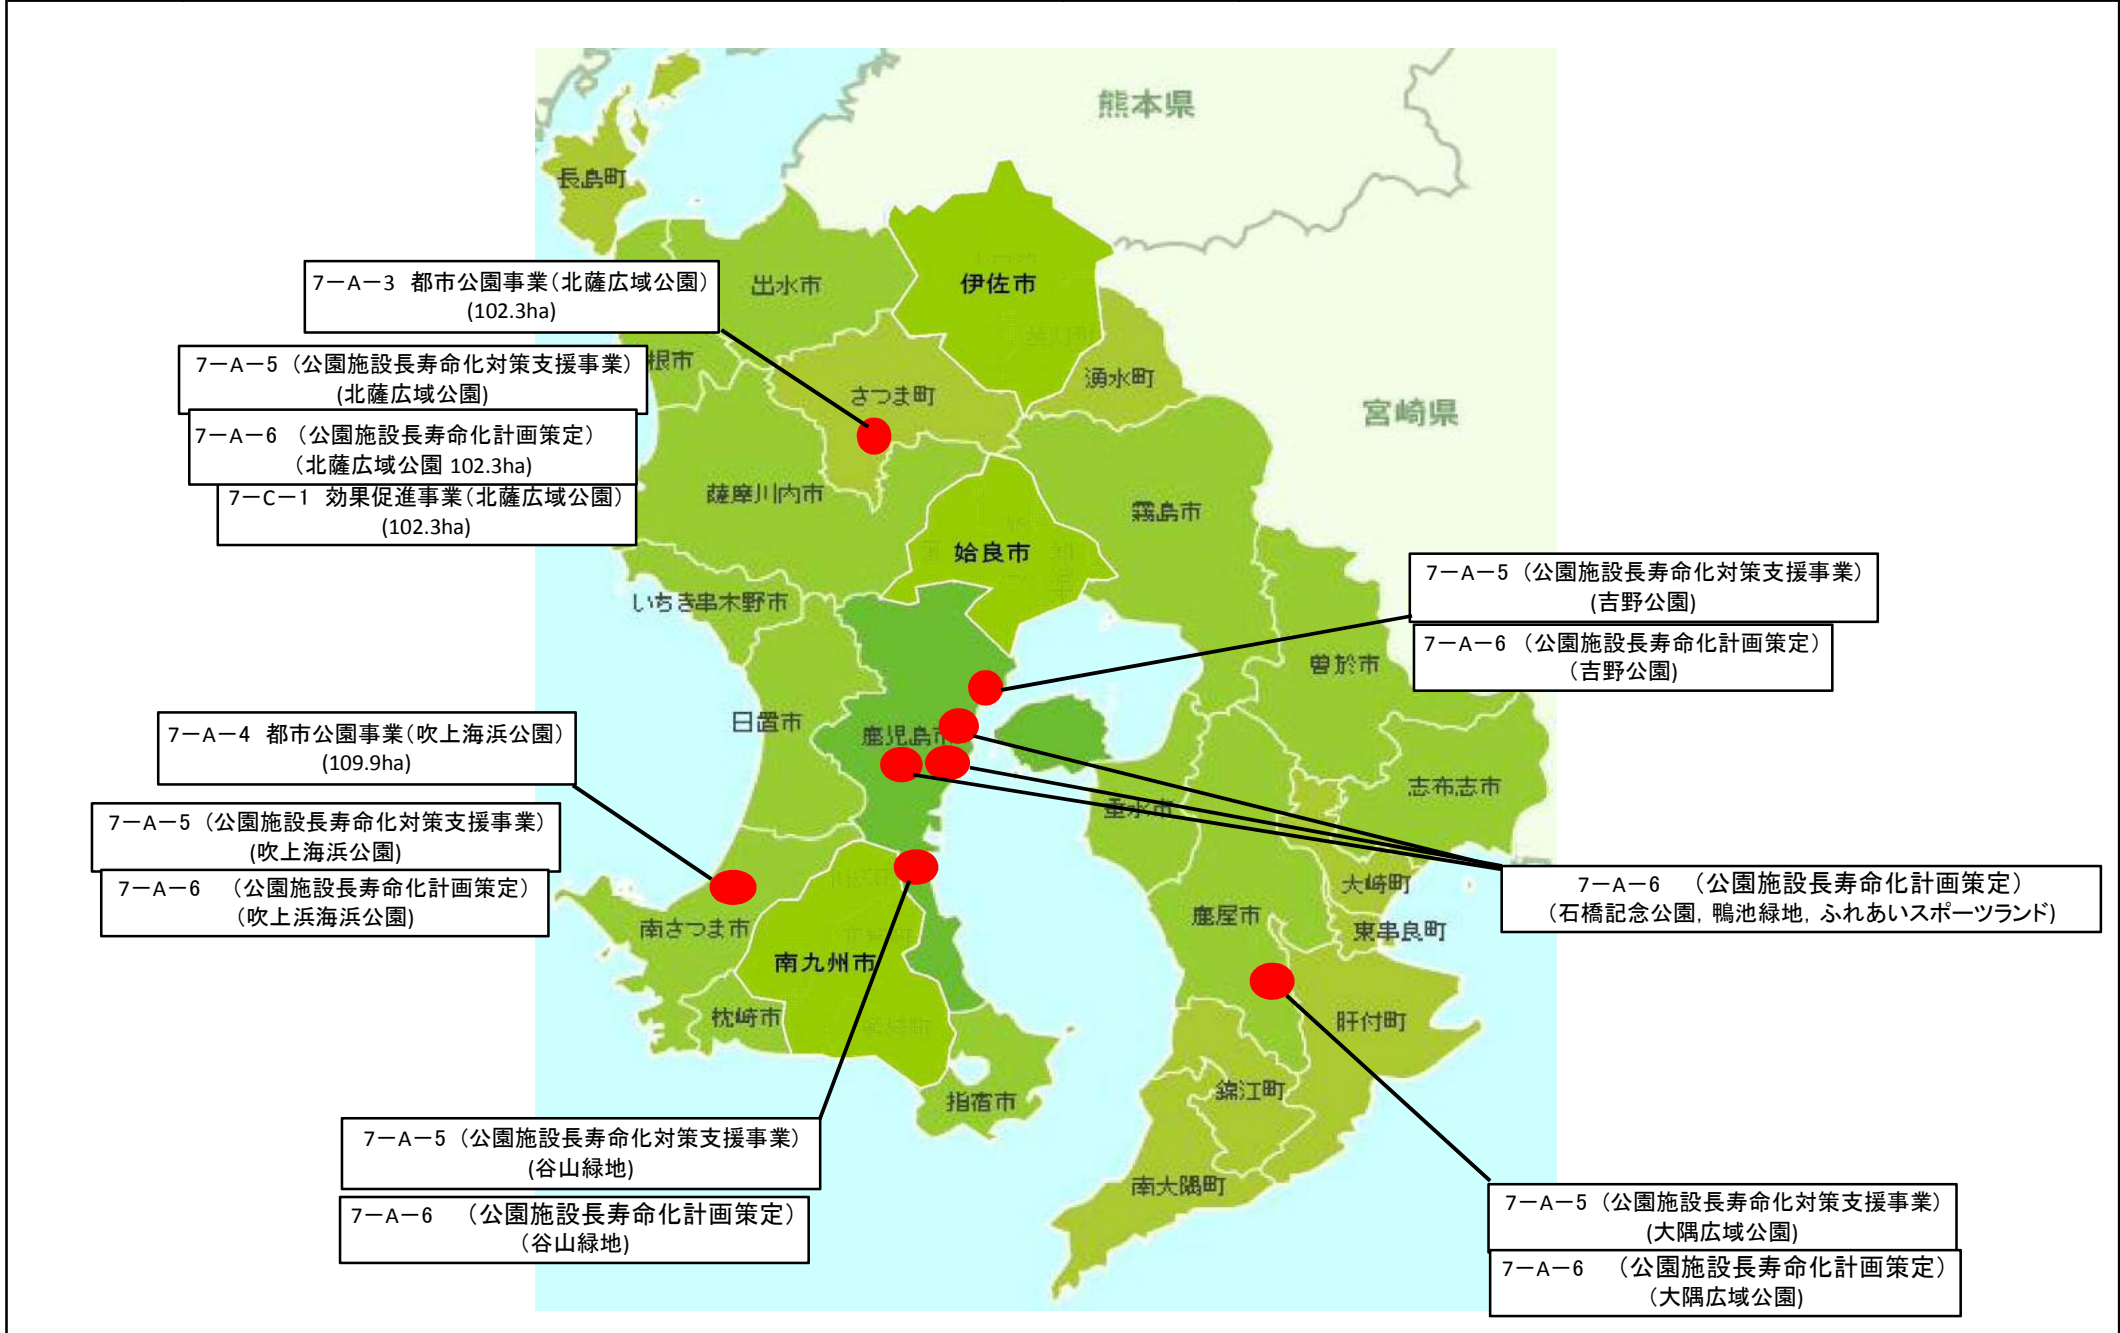 熊本県
長島町
7－A－3 都市公園事業（北薩広域公園）
(102.3ha)
出水市
伊佐市
7－A－5 （公園施設長寿命化対策支援事業）
(北薩広域公園)
根市
さつま町
湧水町
宮崎県
7－A－6 （公園施設長寿命化計画策定）
（北薩広域公園 102.3ha)
7－C－1 効果促進事業（北薩広域公園）
(102.3ha)
薩摩川内市
霧島市
姶良市
いちき串木野市
7－A－5 （公園施設長寿命化対策支援事業）
(吉野公園)
7－A－6 （公園施設長寿命化計画策定）
（吉野公園)
曽於市
日置市
鹿児島市
7－A－4 都市公園事業（吹上海浜公園）
(109.9ha)
志布志市
垂水市
7－A－5 （公園施設長寿命化対策支援事業）
(吹上海浜公園)
7－A－6 （公園施設長寿命化計画策定）
（吹上浜海浜公園)
大崎町
7－A－6 （公園施設長寿命化計画策定）
（石橋記念公園，鴨池緑地，ふれあいスポーツランド)
鹿屋市
東串良町
南さつま市
南九州市
枕崎市
肝付町
錦江町
指宿市
7－A－5 （公園施設長寿命化対策支援事業）
(谷山緑地)
7－A－6 （公園施設長寿命化計画策定）
（谷山緑地)
南大隅町
7－A－5 （公園施設長寿命化対策支援事業）
(大隅広域公園)
7－A－6 （公園施設長寿命化計画策定）
（大隅広域公園)